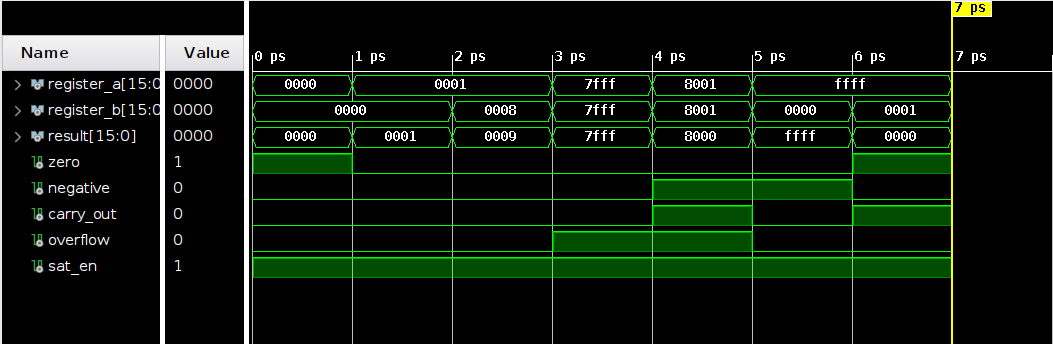 7 ps
Name Value 0 ps 1 ps 2 ps 3 ps 4 ps 5 ps 6 ps 7 ps
register_a[15:0 0000 0000 0001 7fff 8001 ffff
register_b[15:0 0000 0000 0008 7fff 8001 0000 0001
result[15:0] 0000 0000 0001 0009 7fff 8000 ffff 0000
zero 1
negative 0
carry_out 0
overflow 0
sat_en 1